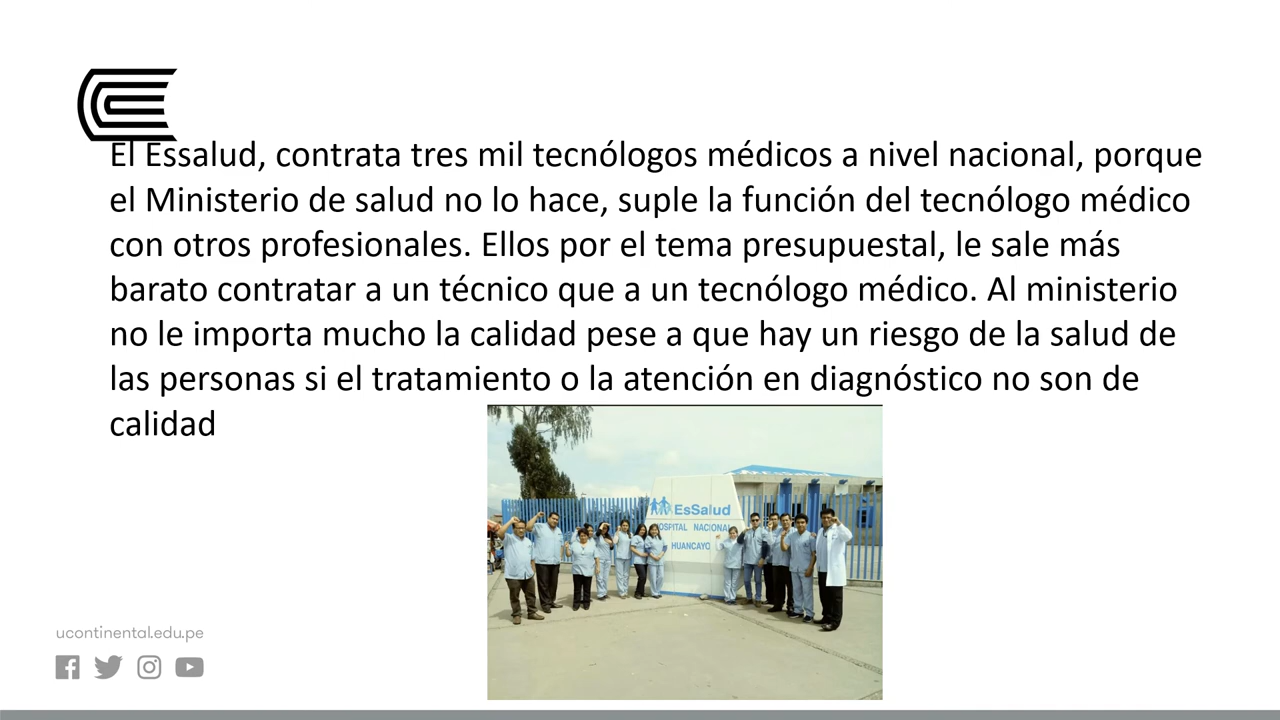 El Essalud, contrata tres mil tecnólogos médicos a nivel nacional, porque
el Ministerio de salud no lo hace, suple la función del tecnólogo médico
con otros profesionales. Ellos por el tema presupuestal, le sale más
barato contratar a un técnico que a un tecnólogo médico. Al ministerio
no le importa mucho la calidad pese a que hay un riesgo de la salud de
las personas si el tratamiento o la atención en diagnóstico no son de
calidad
EsSalud
HOSPITAL NACIONAL
HUANCAYO
ucontinental.edu.pe